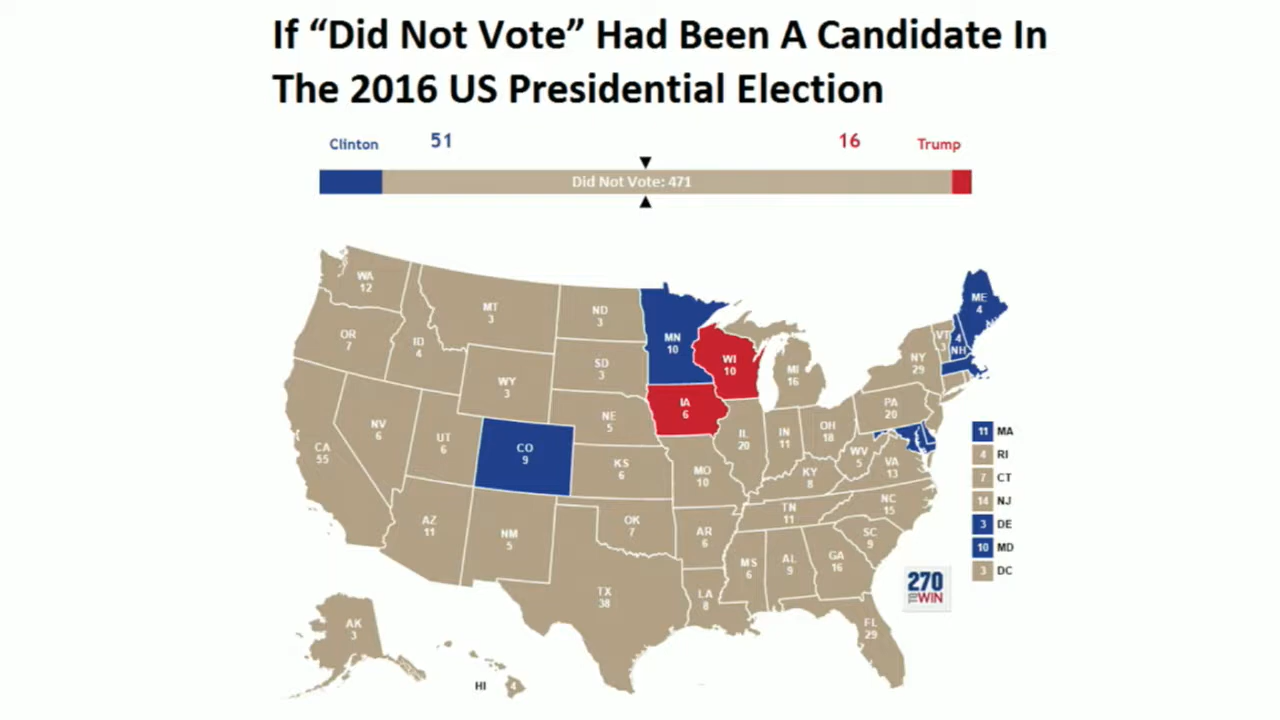 If “Did Not Vote” Had Been A Candidate In
The 2016 US Presidential Election
Clinton
51
16
Trump
Did Not Vote: 471
WA
12
OR
7
CA
55
ID
4
NV
6
MT
3
WY
3
UT
6
AZ
11
CO
9
NM
5
ND
3
SD
3
NE
5
KS
6
OK
7
TX
38
MN
10
IA
6
MO
10
AR
6
LA
8
WI
10
IL
20
MI
16
IN
11
OH
18
KY
8
TN
11
MS
6
AL
9
GA
16
FL
29
SC
9
NC
15
VA
13
WV
5
PA
20
NY
29
VT
3
4
NH
ME
4
11 MA
4 RI
7 CT
14 NJ
3 DE
10 MD
3 DC
AK
3
HI
4
270
TO WIN